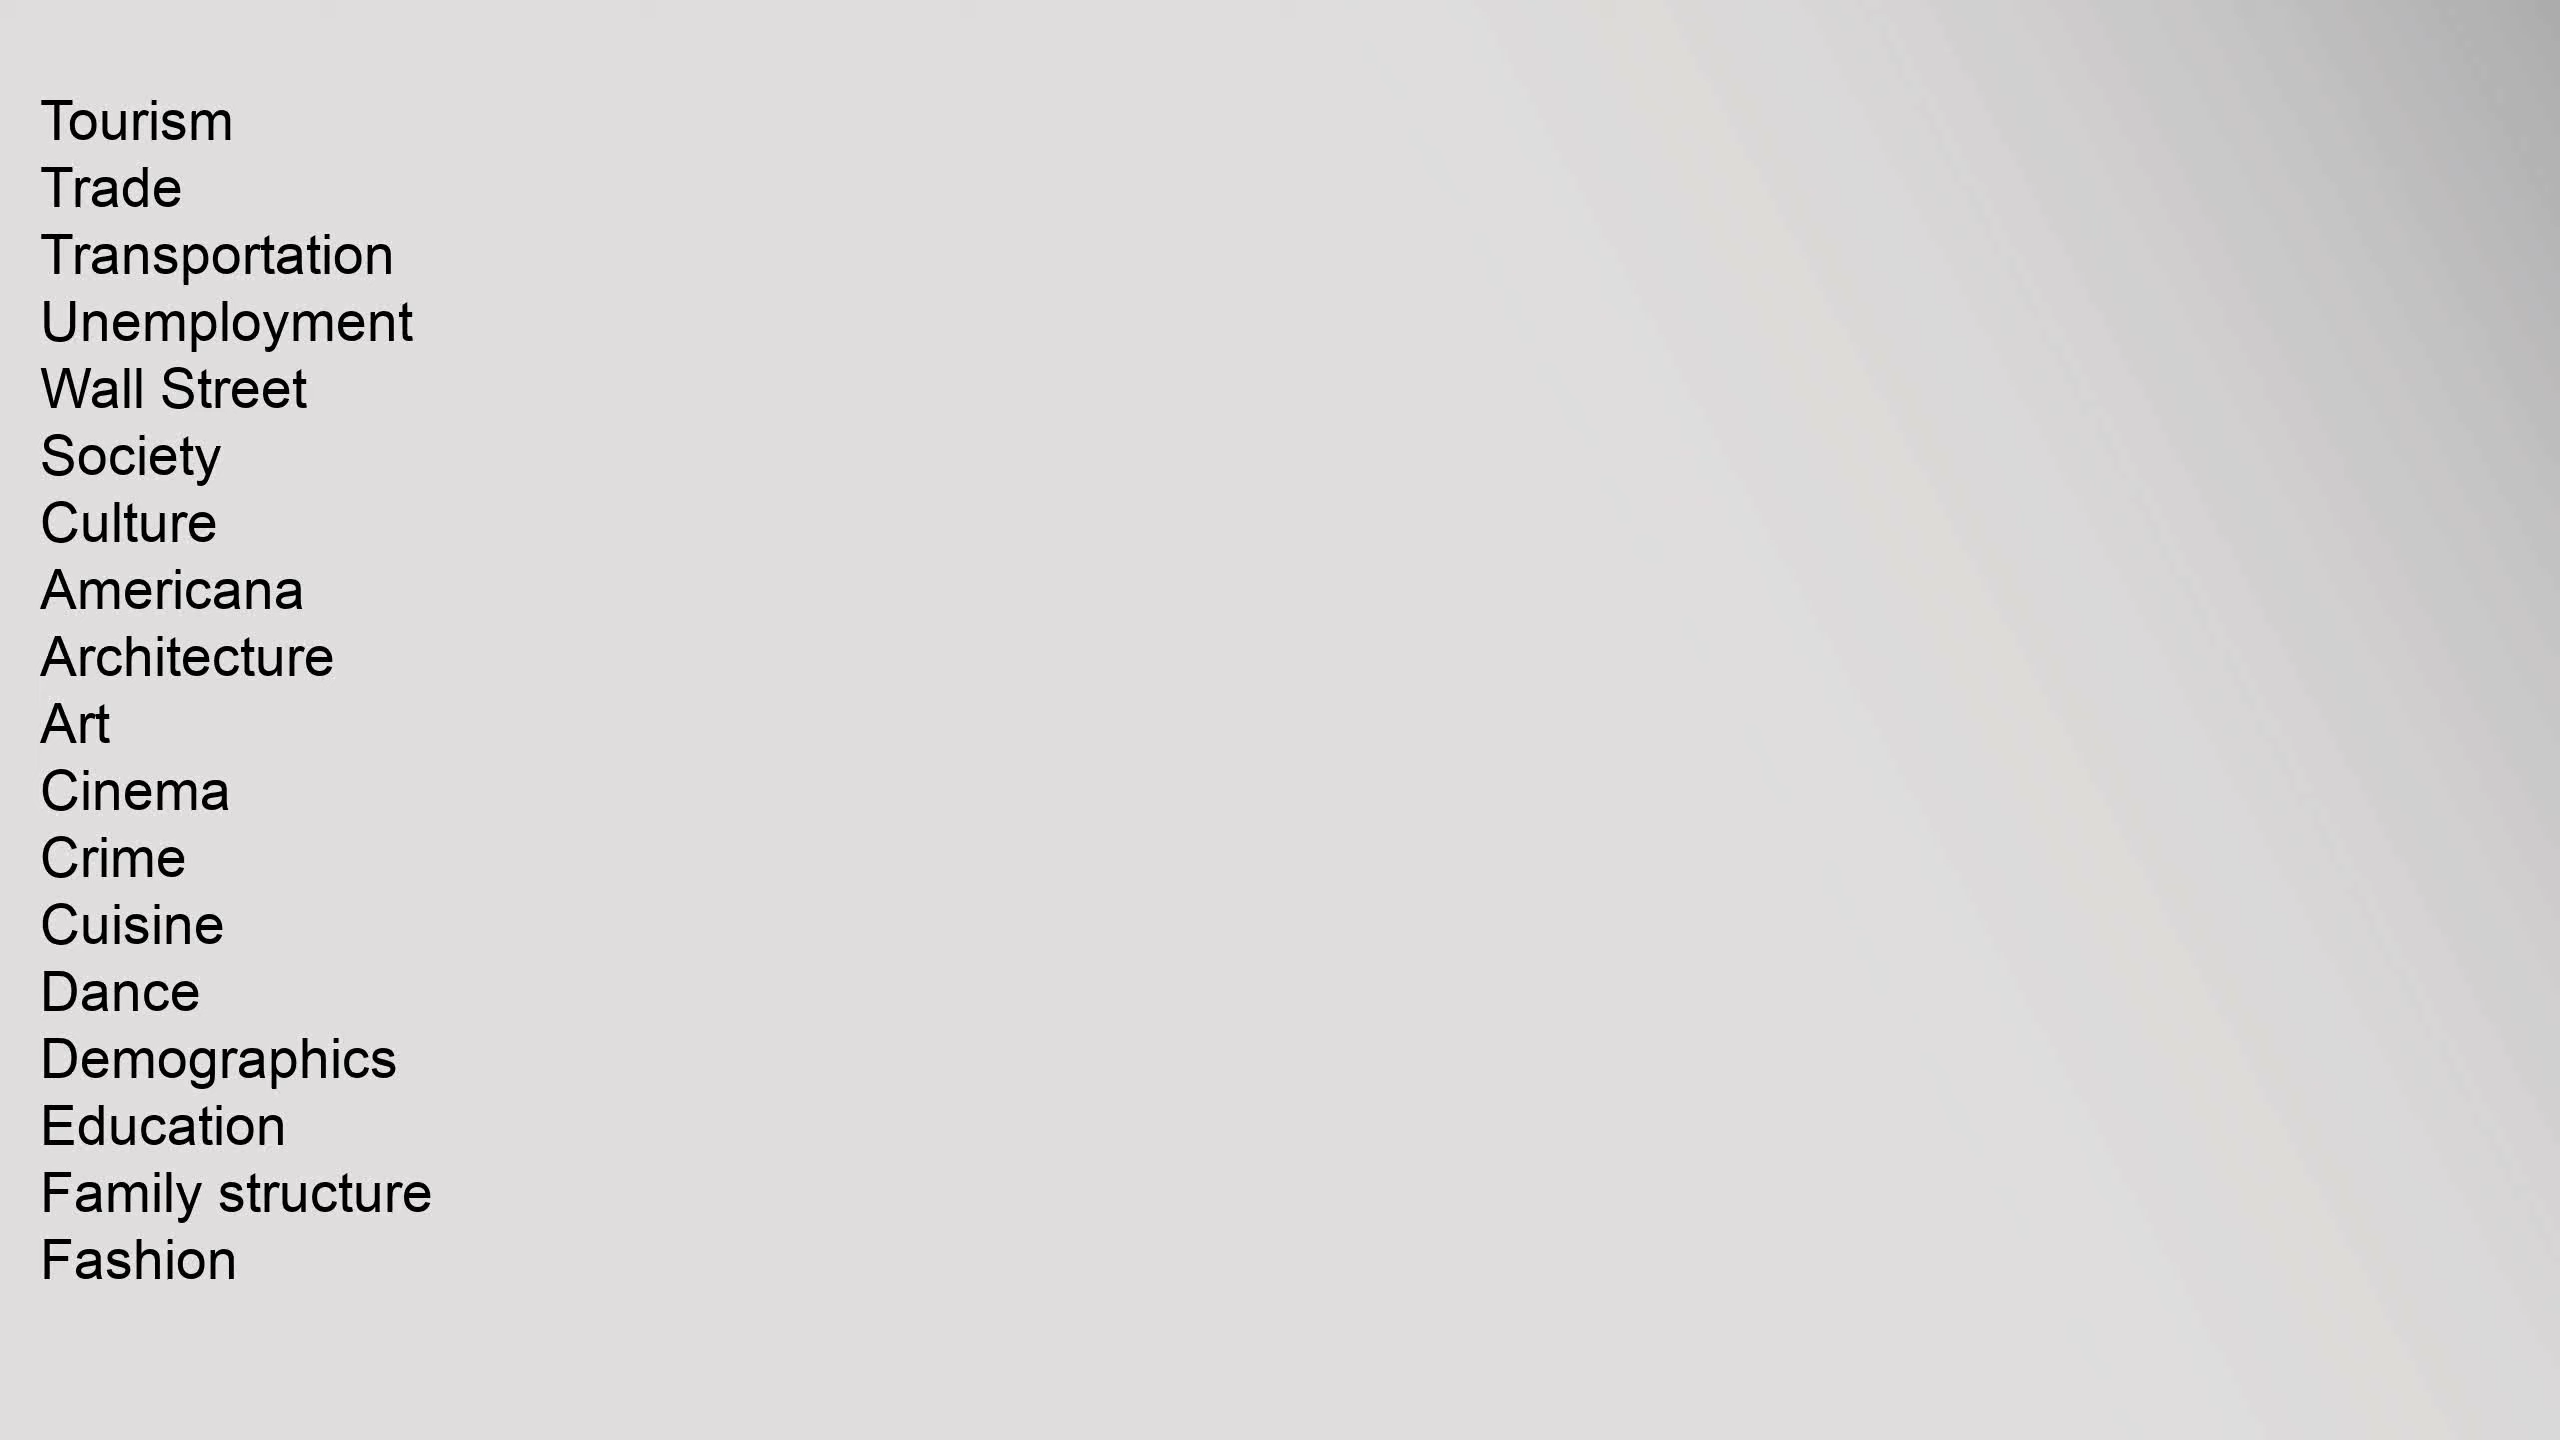 Tourism
Trade
Transportation
Unemployment
Wall Street
Society
Culture
Americana
Architecture
Art
Cinema
Crime
Cuisine
Dance
Demographics
Education
Family structure
Fashion